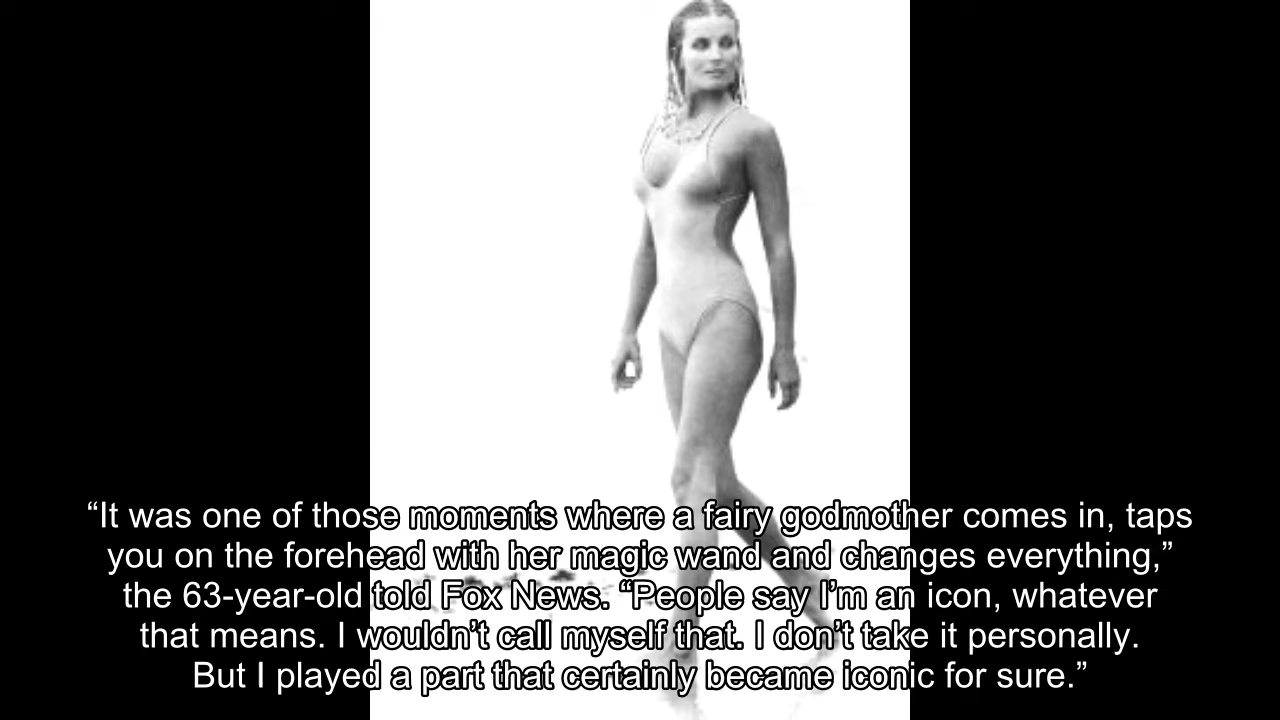 “It was one of those moments where a fairy godmother comes in, taps
you on the forehead with her magic wand and changes everything,”
the 63-year-old told Fox News. “People say I’m an icon, whatever
that means. I wouldn’t call myself that. I don’t take it personally.
But I played a part that certainly became iconic for sure.”